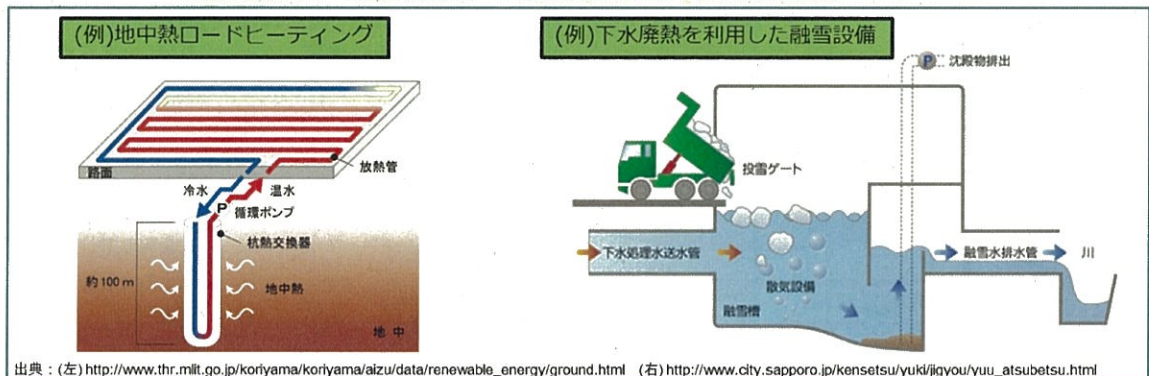 (例)地中熱ロードヒーティング
路面
放熱管
冷水
温水
P
循環ポンプ
杭熱交換器
約100m
地中熱
地中
(例)下水廃熱を利用した融雪設備
P
沈殿物排出
投雪ゲート
下水処理水送水管
散気設備
融雪槽
融雪水排水管
川
出典：(左) http://www.thr.mlit.go.jp/koriyama/koriyama/aizu/data/renewable_energy/ground.html (右) http://www.city.sapporo.jp/kensetsu/yuki/jigyou/yuu_atsubetsu.html